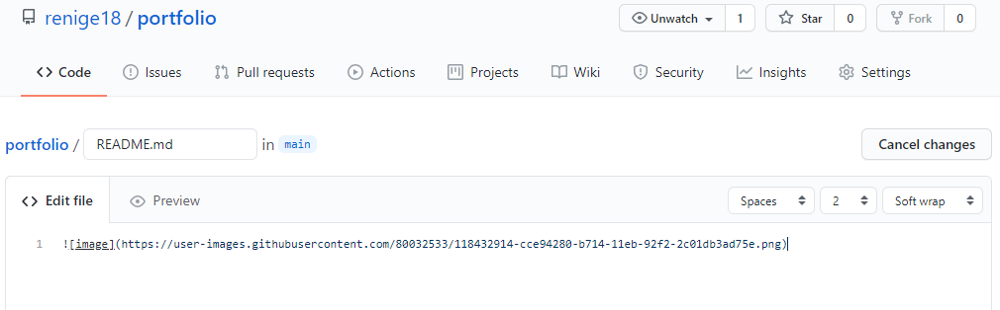 renige18 / portfolio
Unwatch 1 Star 0 Fork 0
Code Issues Pull requests Actions Projects Wiki Security Insights Settings
portfolio / README.md in main Cancel changes
Edit file Preview Spaces 2 Soft wrap
1 ![image](https://user-images.githubusercontent.com/80032533/118432914-cce94280-b714-11eb-92f2-2c01db3ad75e.png)